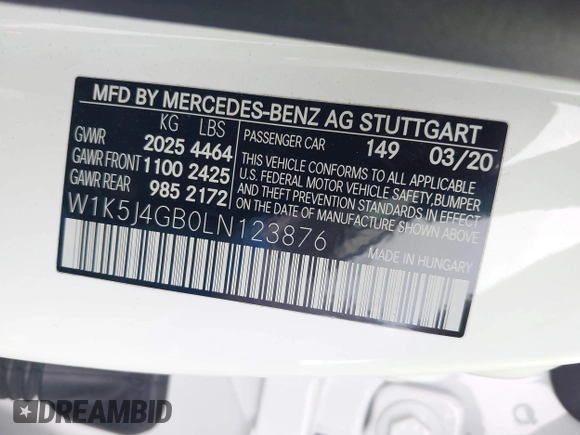 MFD BY MERCEDES-BENZ AG STUTTGART
KG LBS
GVWR 2025 4464
GAWR FRONT 1100 2425
GAWR REAR 985 2172
PASSENGER CAR 149 03/20
THIS VEHICLE CONFORMS TO ALL APPLICABLE
U.S. FEDERAL MOTOR VEHICLE SAFETY, BUMPER
AND THEFT PREVENTION STANDARDS IN EFFECT
ON THE DATE OF MANUFACTURE SHOWN ABOVE.
W1K5J4GB0LN123876
MADE IN HUNGARY
DREAMBID